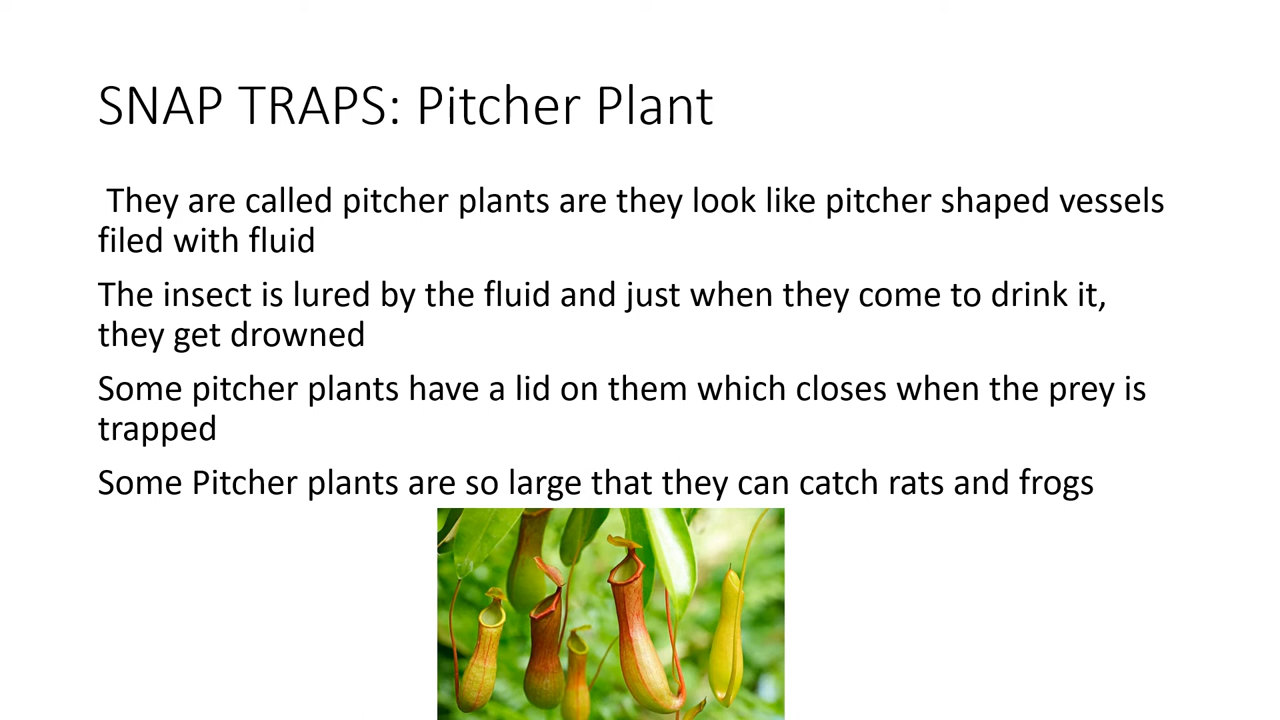 SNAP TRAPS: Pitcher Plant
They are called pitcher plants are they look like pitcher shaped vessels
filed with fluid
The insect is lured by the fluid and just when they come to drink it,
they get drowned
Some pitcher plants have a lid on them which closes when the prey is
trapped
Some Pitcher plants are so large that they can catch rats and frogs